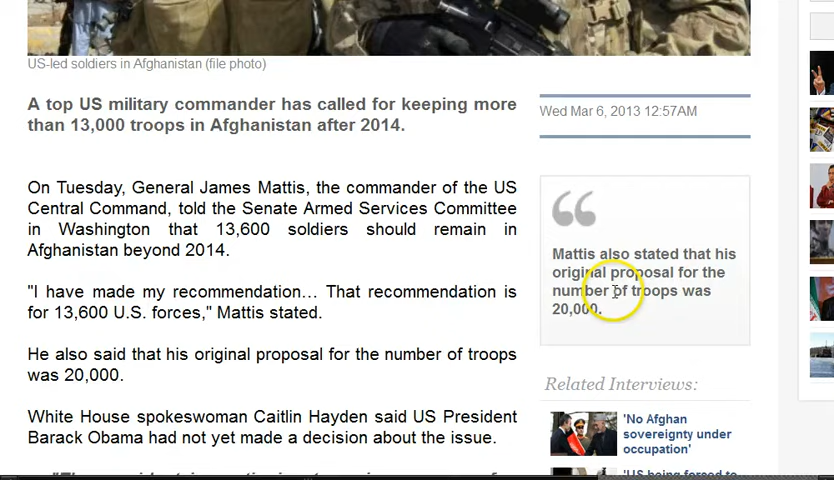 US-led soldiers in Afghanistan (file photo)
A top US military commander has called for keeping more
than 13,000 troops in Afghanistan after 2014.
Wed Mar 6, 2013 12:57AM
On Tuesday, General James Mattis, the commander of the US
Central Command, told the Senate Armed Services Committee
in Washington that 13,600 soldiers should remain in
Afghanistan beyond 2014.
"I have made my recommendation… That recommendation is
for 13,600 U.S. forces," Mattis stated.
He also said that his original proposal for the number of troops
was 20,000.
White House spokeswoman Caitlin Hayden said US President
Barack Obama had not yet made a decision about the issue.
“
Mattis also stated that his
original proposal for the
number of troops was
20,000.
Related Interviews:
'No Afghan
sovereignty under
occupation'
'US being forced to